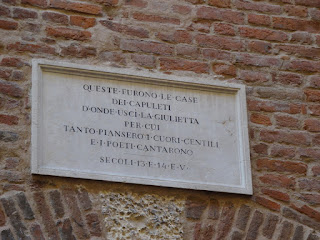 QUESTE·FURONO·LE CASE
DEI·CAPULETI
D'ONDE·USCÌ·LA·GIULIETTA
PER·CUI
TANTO·PIANSERO·I·CUORI·GENTILI
E·I·POETI·CANTARONO
SECOLI·13·E·14·E·V·